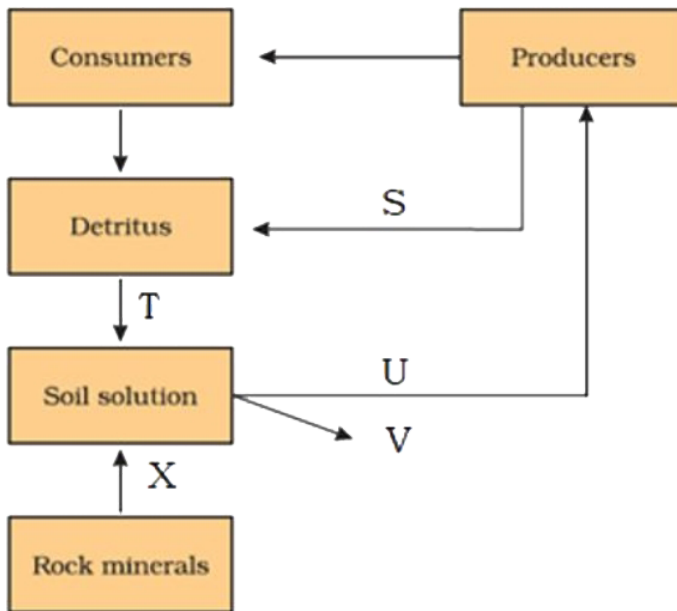 Consumers
Producers
Detritus
S
T
Soil solution
U
V
X
Rock minerals